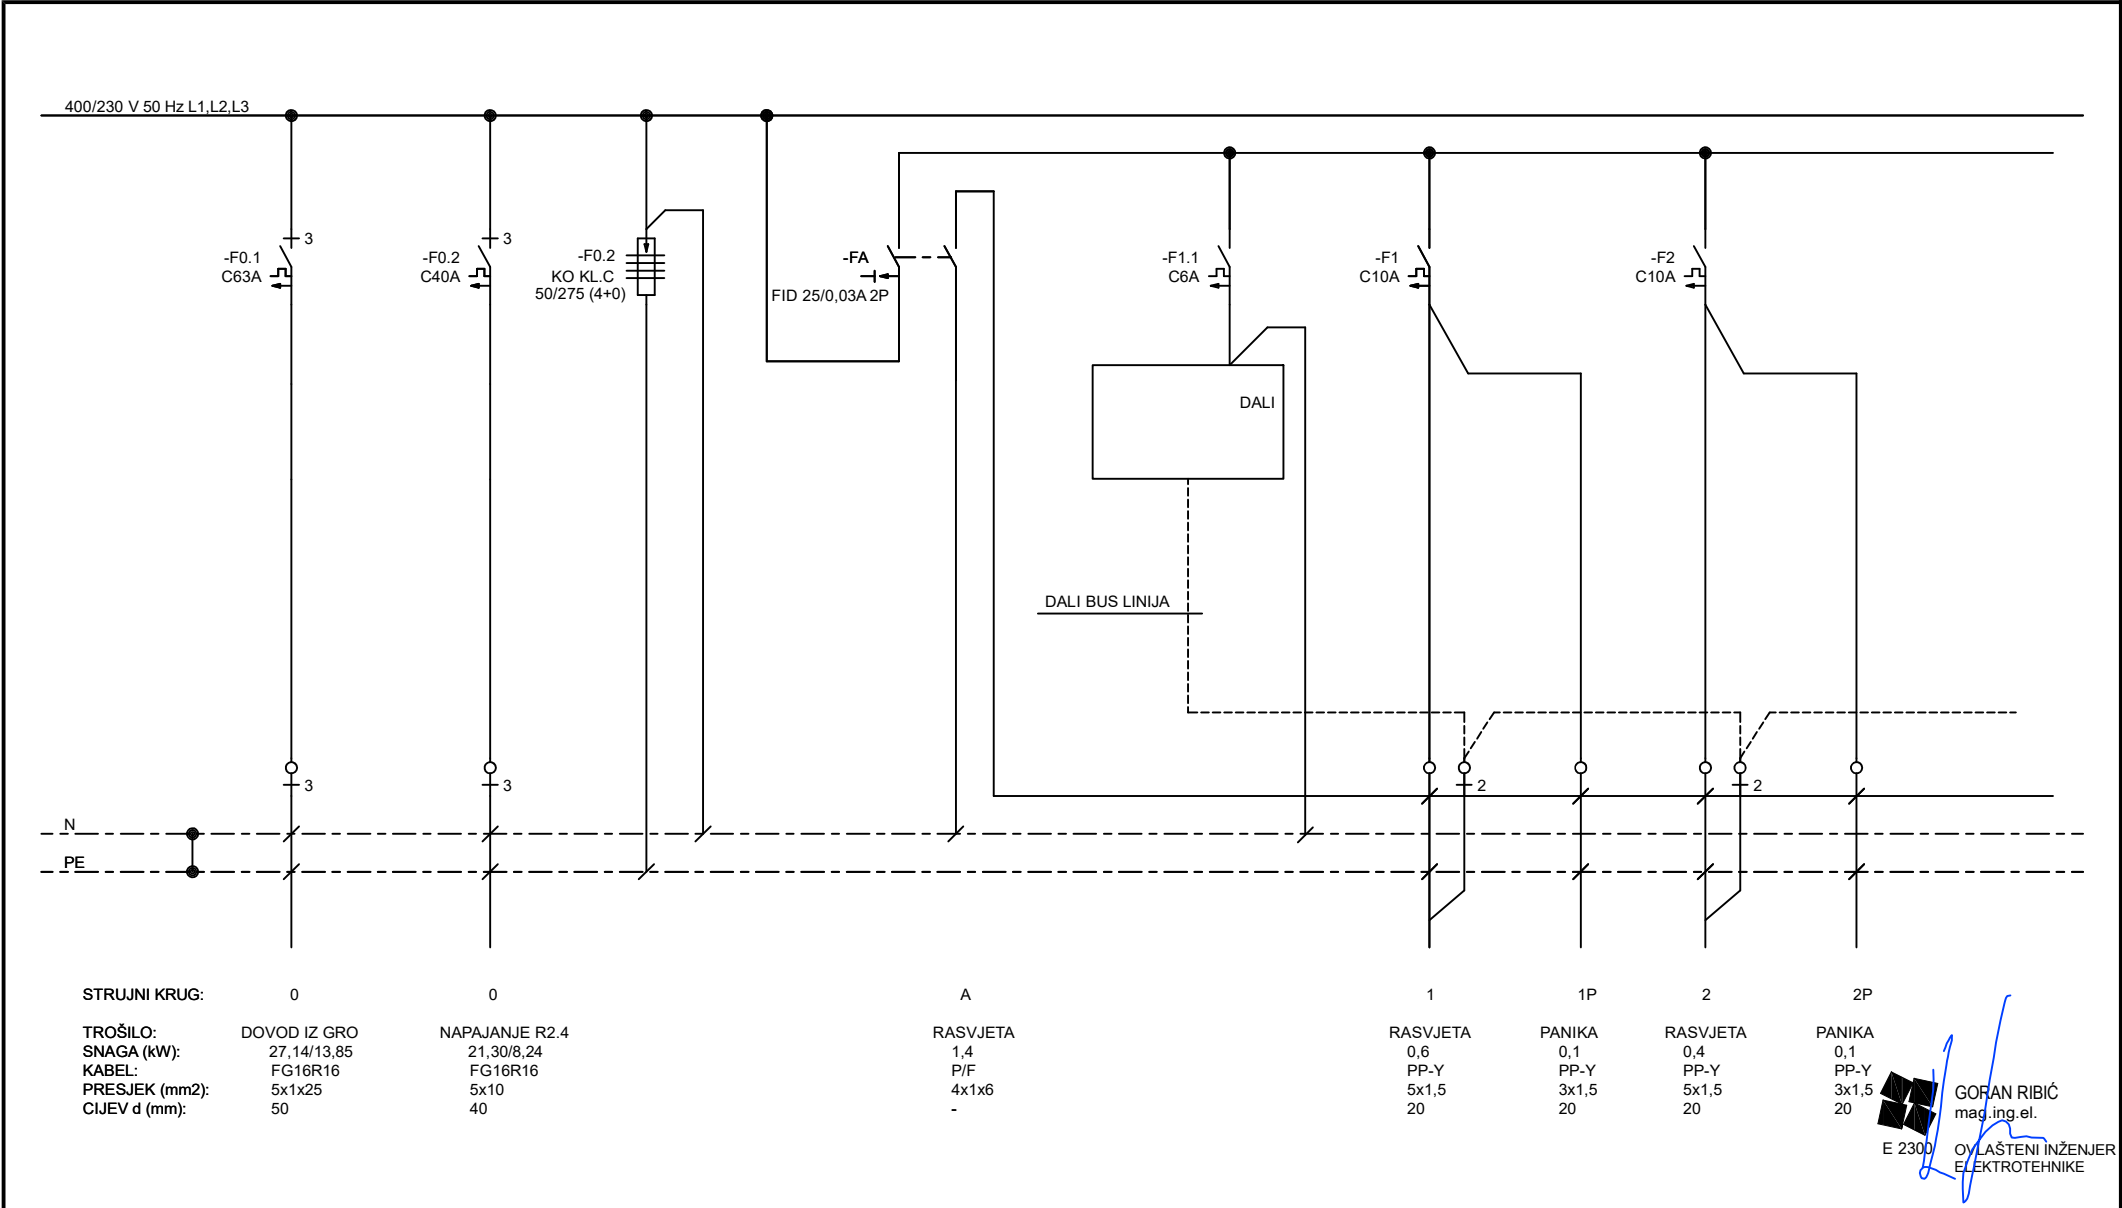 400/230 V 50 Hz L1,L2,L3
3
-F0.1
C63A
3
-F0.2
C40A
-F0.2
KO KL.C
50/275 (4+0)
-FA
FID 25/0,03A 2P
-F1.1
C6A
-F1
C10A
-F2
C10A
DALI
DALI BUS LINIJA
3
3
2
2
N
PE
STRUJNI KRUG: 0 0 A 1 1P 2 2P
TROŠILO: DOVOD IZ GRO NAPAJANJE R2.4 RASVJETA RASVJETA PANIKA RASVJETA PANIKA
SNAGA (kW): 27,14/13,85 21,30/8,24 1,4 0,6 0,1 0,4 0,1
KABEL: FG16R16 FG16R16 P/F PP-Y PP-Y PP-Y PP-Y
PRESJEK (mm2): 5x1x25 5x10 4x1x6 5x1,5 3x1,5 5x1,5 3x1,5
CIJEV d (mm): 50 40 - 20 20 20 20
GORAN RIBIĆ
mag.ing.el.
E 2300
OVLAŠTENI INŽENJER
ELEKTROTEHNIKE